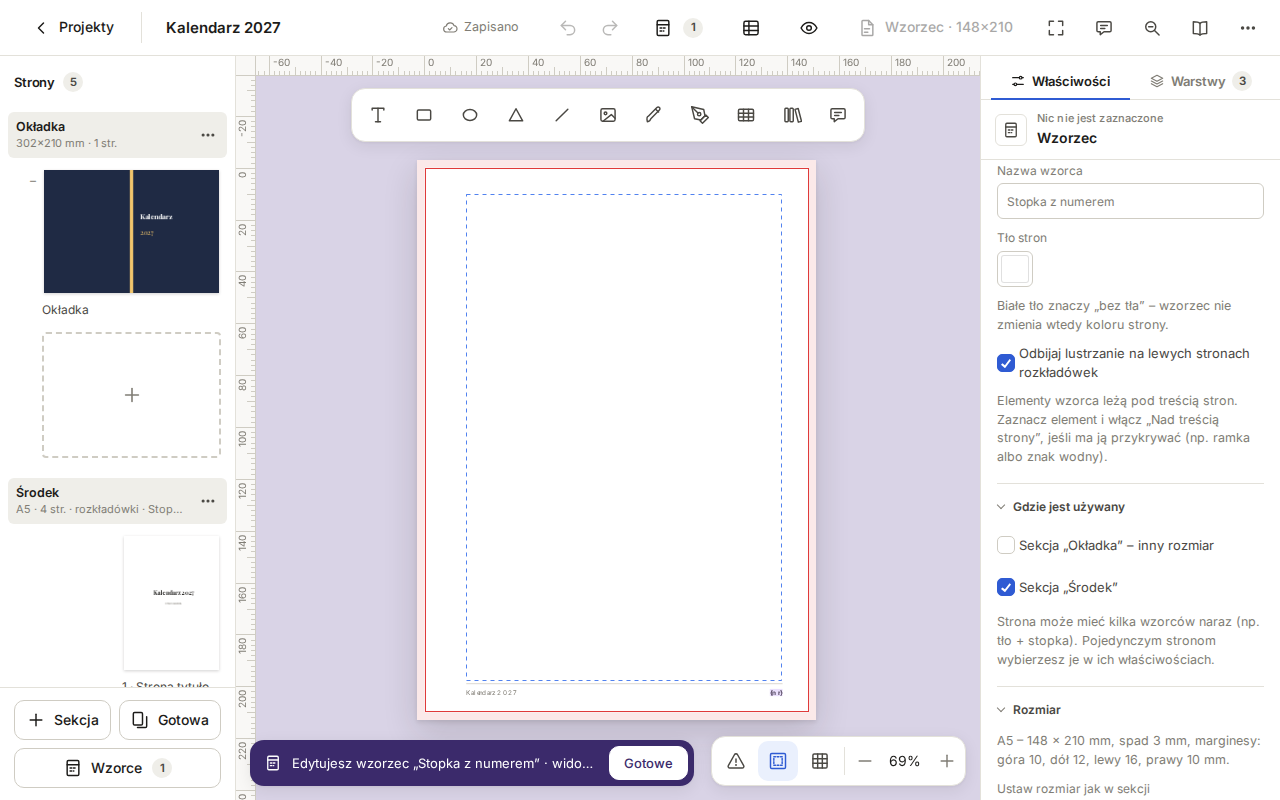 Projekty
Kalendarz 2027
Zapisano
1
Wzorzec · 148×210
Strony 5
Okładka
302×210 mm · 1 str.
Kalendarz
2027
Okładka
Środek
A5 · 4 str. · rozkładówki · Stop...
Kalendarz 2027
Sekcja
Gotowa
Wzorce 1
-60 -40 -20 0 20 40 60 80 100 120 140 160 180 200
-20 0 20 40 60 80 100 120 140 160 180 200 220
Kalendarz 2027
Edytujesz wzorzec „Stopka z numerem” · wido...
Gotowe
69%
Właściwości
Warstwy 3
Nic nie jest zaznaczone
Wzorzec
Nazwa wzorca
Stopka z numerem
Tło stron
Białe tło znaczy „bez tła” – wzorzec nie
zmienia wtedy koloru strony.
Odbijaj lustrzanie na lewych stronach
rozkładówek
Elementy wzorca leżą pod treścią stron.
Zaznacz element i włącz „Nad treścią
strony”, jeśli ma ją przykrywać (np. ramka
albo znak wodny).
Gdzie jest używany
Sekcja „Okładka” – inny rozmiar
Sekcja „Środek”
Strona może mieć kilka wzorców naraz (np.
tło + stopka). Pojedynczym stronom
wybierzesz je w ich właściwościach.
Rozmiar
A5 – 148 × 210 mm, spad 3 mm, marginesy:
góra 10, dół 12, lewy 16, prawy 10 mm.
Ustaw rozmiar jak w sekcji